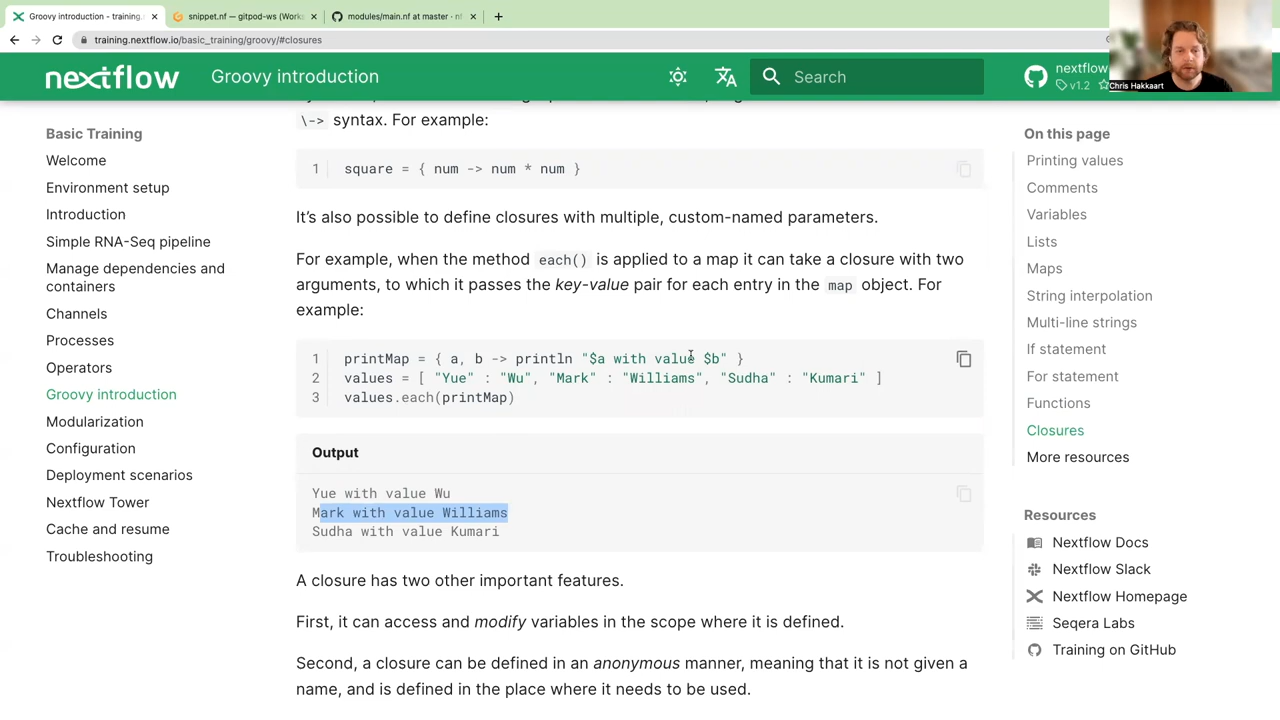 Groovy introduction - training.
snippet.nf — gitpod-ws (Works
modules/main.nf at master · nf
training.nextflow.io/basic_training/groovy/#closures
Chris Hakkaart
nextflow
Groovy introduction
Search
nextflow
v1.2
Basic Training
Welcome
Environment setup
Introduction
Simple RNA-Seq pipeline
Manage dependencies and
containers
Channels
Processes
Operators
Groovy introduction
Modularization
Configuration
Deployment scenarios
Nextflow Tower
Cache and resume
Troubleshooting
\-> syntax. For example:
1 square = { num -> num * num }
It's also possible to define closures with multiple, custom-named parameters.
For example, when the method each() is applied to a map it can take a closure with two
arguments, to which it passes the key-value pair for each entry in the map object. For
example:
1 printMap = { a, b -> println "$a with value $b" }
2 values = [ "Yue" : "Wu", "Mark" : "Williams", "Sudha" : "Kumari" ]
3 values.each(printMap)
Output
Yue with value Wu
Mark with value Williams
Sudha with value Kumari
A closure has two other important features.
First, it can access and modify variables in the scope where it is defined.
Second, a closure can be defined in an anonymous manner, meaning that it is not given a
name, and is defined in the place where it needs to be used.
On this page
Printing values
Comments
Variables
Lists
Maps
String interpolation
Multi-line strings
If statement
For statement
Functions
Closures
More resources
Resources
Nextflow Docs
Nextflow Slack
Nextflow Homepage
Seqera Labs
Training on GitHub